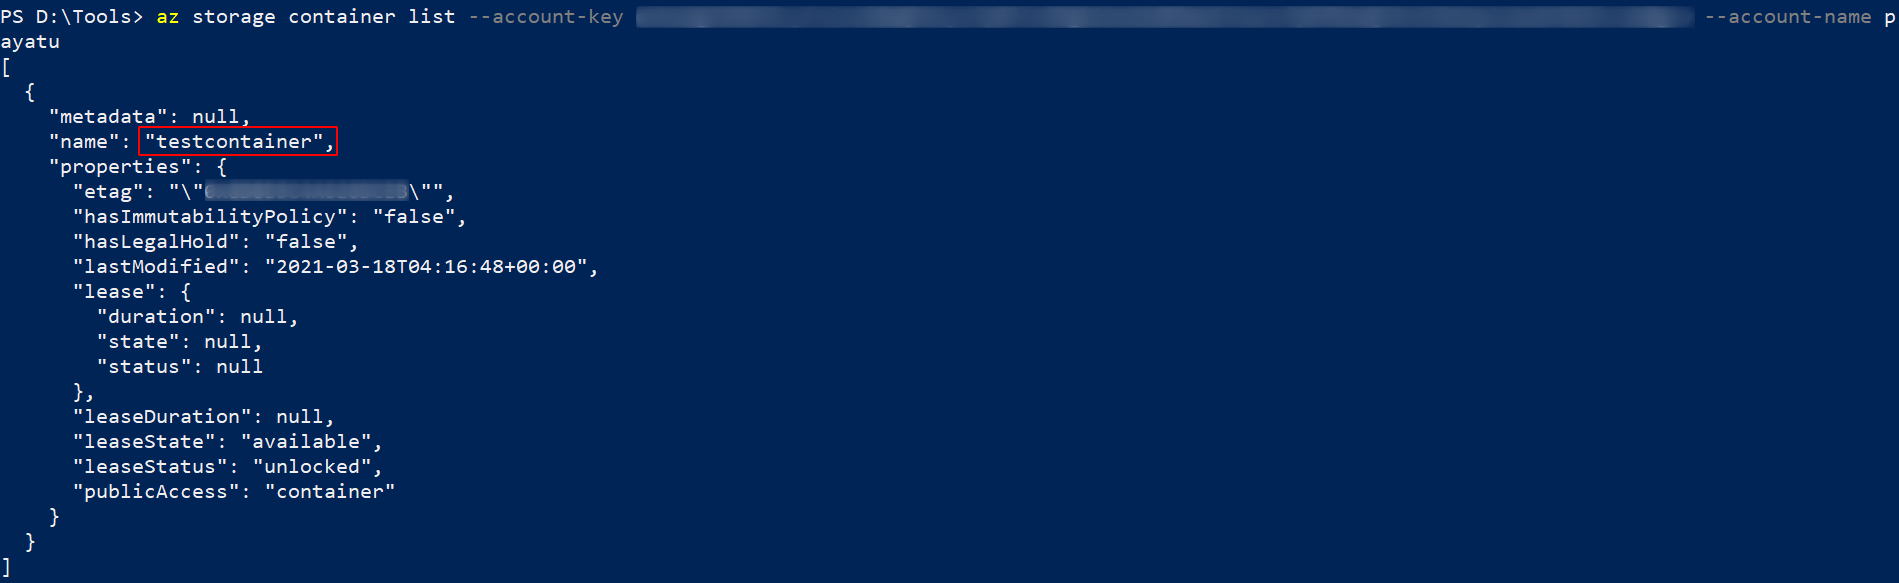 PS D:\Tools> az storage container list --account-key --account-name p
ayatu
[
  {
    "metadata": null,
    "name": "testcontainer",
    "properties": {
      "etag": "\"\"",
      "hasImmutabilityPolicy": "false",
      "hasLegalHold": "false",
      "lastModified": "2021-03-18T04:16:48+00:00",
      "lease": {
        "duration": null,
        "state": null,
        "status": null
      },
      "leaseDuration": null,
      "leaseState": "available",
      "leaseStatus": "unlocked",
      "publicAccess": "container"
    }
  }
]